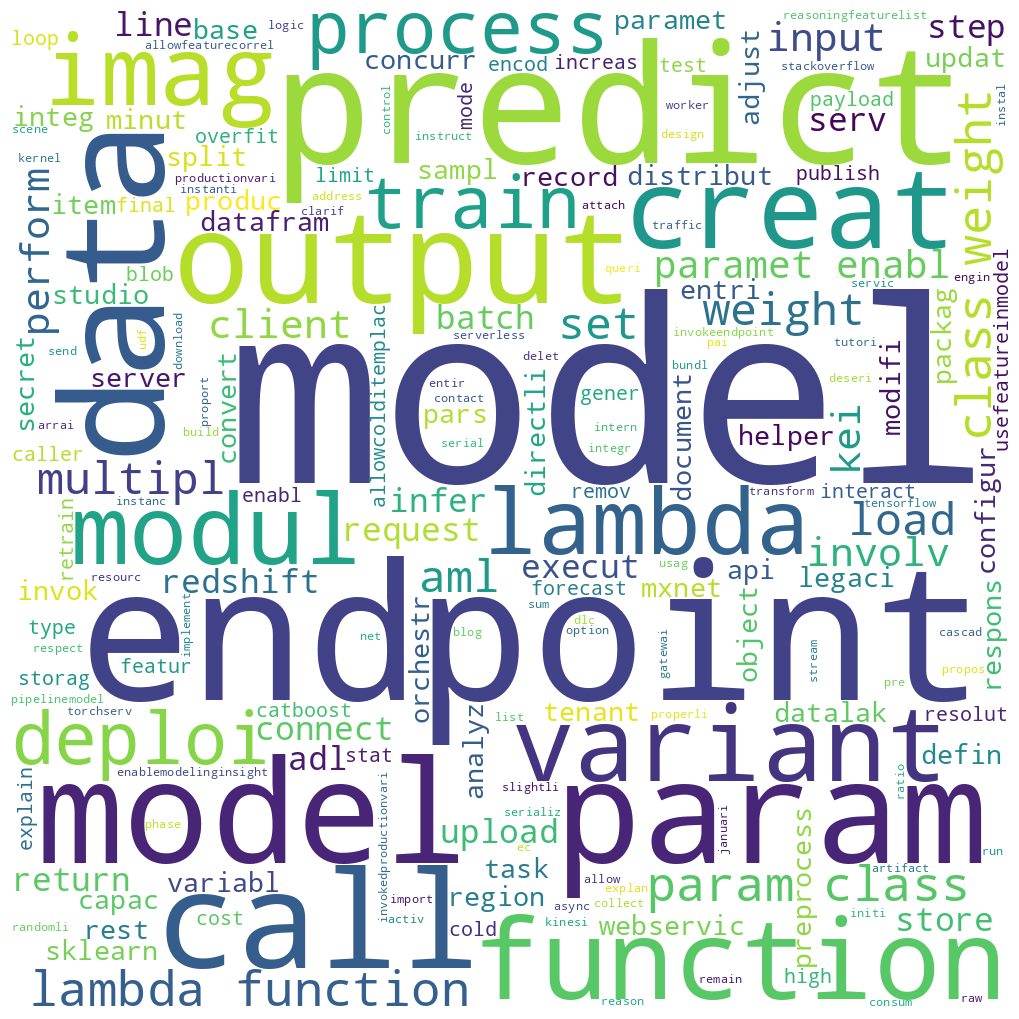 loop
line
base
logic
allowfeaturecorrel
process
paramet
reasoningfeaturelist
input
step
imag
concurr
encod
increas
test
stackoverflow
updat
predict
mode
control
worker
adjust
payload
serv
instal
integ
minut
scene
overfit
instruct
design
class weight
data
split
kernel
productionvari
instanti
limit
sampl
record
distribut
publish
perform
item
final
produc
address
clarif
train
attach
creat
datafram
output
traffic
blob
queri
paramet enabl
servic
engin
studio
entri
weight
client
batch
set
invokeendpoint
packag
usefeatureinmodel
secret
send
udf
download
serverless
delet
pai
bundl
tutori
modifi
server
convert
allowcolditemplac
model
entir
contact
pars
gener
deseri
arrai
proport
build
serial
intern
integr
directli
document
helper
kei
caller
multipl
instanc
enabl
infer
remov
transform
interact
tensorflow
configur
retrain
modul
request
lambda
load
resourc
usag
involv
invok
redshift
aml
execut
api
legaci
forecast
mxnet
type
respect
implement
orchestr
sum
dlc
option
net
blog
object
respons
cascad
featur
storag
gatewai
stream
endpoint
propos
pipelinemodel
pre
torchserv
catboost
connect
list
tenant
properli
datalak
resolut
deploi
adl
stat
analyz
variant
defin
enablemodelinginsight
slightli
ratio
explain
phase
model param
invokedproductionvari
serializ
januari
upload
ec
run
return
variabl
task
allow
explan
artifact
capac
import
region
param class
cost
iactiv
async
collect
preprocess
randomli
rest
call
cold
kinesi
webservic
initi
store
sklearn
function
high
remain
raw
lambda function
reason
consum